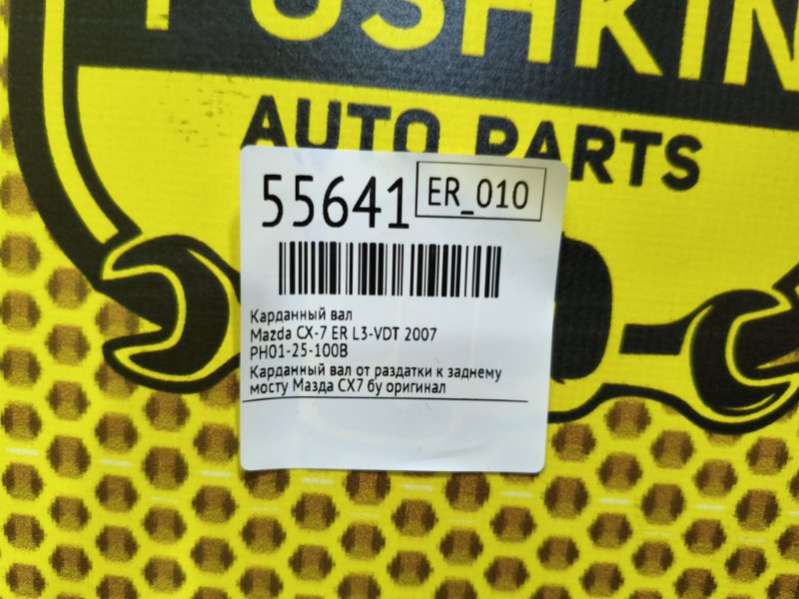 PUSHKIN
AUTO PARTS
55641
ER_010
Карданный вал
Mazda CX-7 ER L3-VDT 2007
PH01-25-100B
Карданный вал от раздатки к заднему
мосту Мазда СХ7 бу оригинал